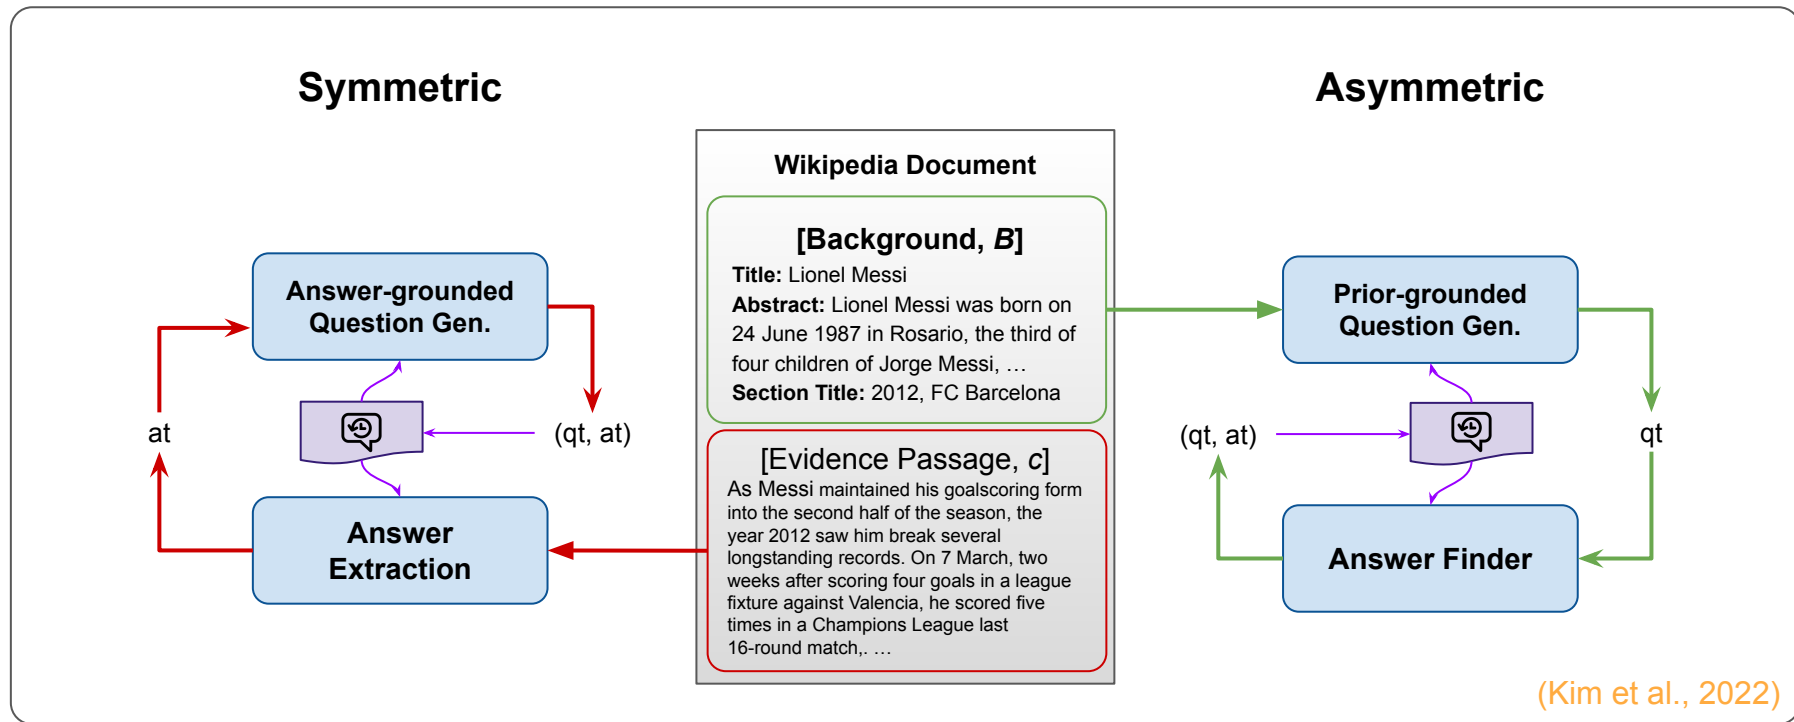 Symmetric
Asymmetric
Wikipedia Document
[Background, B]
Title: Lionel Messi
Abstract: Lionel Messi was born on
24 June 1987 in Rosario, the third of
four children of Jorge Messi, …
Section Title: 2012, FC Barcelona
[Evidence Passage, c]
As Messi maintained his goalscoring form
into the second half of the season, the
year 2012 saw him break several
longstanding records. On 7 March, two
weeks after scoring four goals in a league
fixture against Valencia, he scored five
times in a Champions League last
16-round match,. …
Answer-grounded
Question Gen.
at
(qt, at)
Answer
Extraction
Prior-grounded
Question Gen.
(qt, at)
qt
Answer Finder
(Kim et al., 2022)